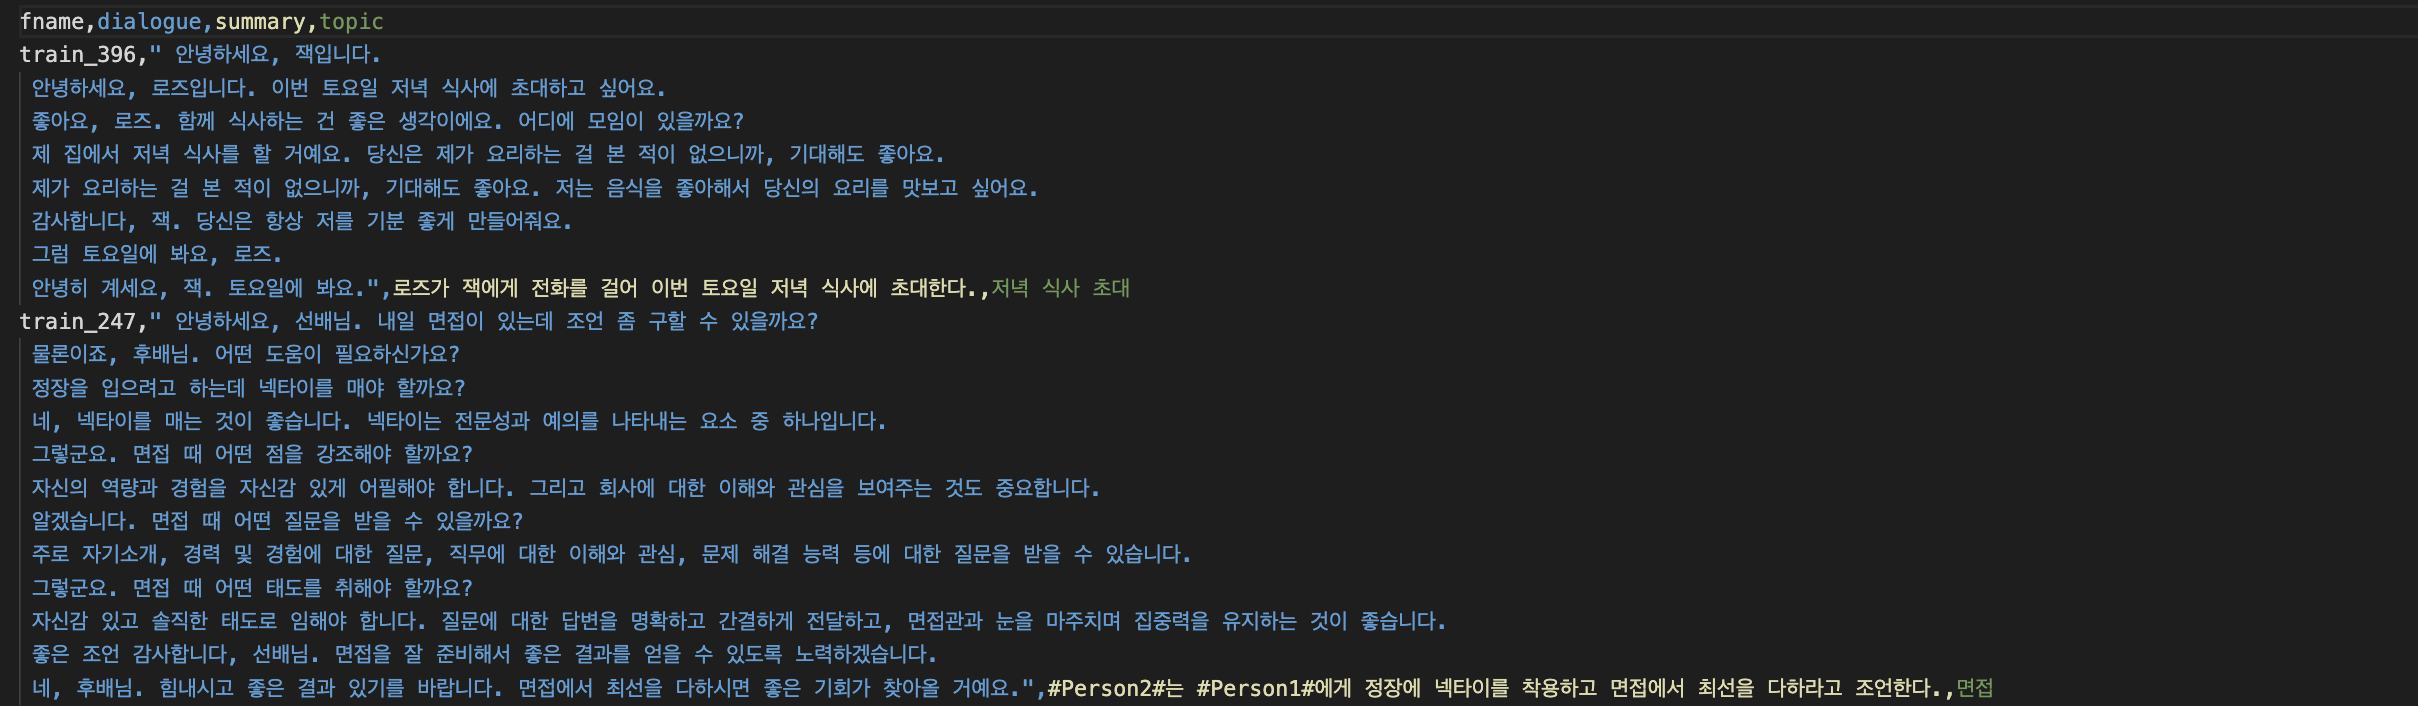 fname,dialogue,summary,topic
train_396," 안녕하세요, 잭입니다.
안녕하세요, 로즈입니다. 이번 토요일 저녁 식사에 초대하고 싶어요.
좋아요, 로즈. 함께 식사하는 건 좋은 생각이에요. 어디에 모임이 있을까요?
제 집에서 저녁 식사를 할 거예요. 당신은 제가 요리하는 걸 본 적이 없으니까, 기대해도 좋아요.
제가 요리하는 걸 본 적이 없으니까, 기대해도 좋아요. 저는 음식을 좋아해서 당신의 요리를 맛보고 싶어요.
감사합니다, 잭. 당신은 항상 저를 기분 좋게 만들어줘요.
그럼 토요일에 봐요, 로즈.
안녕히 계세요, 잭. 토요일에 봐요.",로즈가 잭에게 전화를 걸어 이번 토요일 저녁 식사에 초대한다.,저녁 식사 초대
train_247," 안녕하세요, 선배님. 내일 면접이 있는데 조언 좀 구할 수 있을까요?
물론이죠, 후배님. 어떤 도움이 필요하신가요?
정장을 입으려고 하는데 넥타이를 매야 할까요?
네, 넥타이를 매는 것이 좋습니다. 넥타이는 전문성과 예의를 나타내는 요소 중 하나입니다.
그렇군요. 면접 때 어떤 점을 강조해야 할까요?
자신의 역량과 경험을 자신감 있게 어필해야 합니다. 그리고 회사에 대한 이해와 관심을 보여주는 것도 중요합니다.
알겠습니다. 면접 때 어떤 질문을 받을 수 있을까요?
주로 자기소개, 경력 및 경험에 대한 질문, 직무에 대한 이해와 관심, 문제 해결 능력 등에 대한 질문을 받을 수 있습니다.
그렇군요. 면접 때 어떤 태도를 취해야 할까요?
자신감 있고 솔직한 태도로 임해야 합니다. 질문에 대한 답변을 명확하고 간결하게 전달하고, 면접관과 눈을 마주치며 집중력을 유지하는 것이 좋습니다.
좋은 조언 감사합니다, 선배님. 면접을 잘 준비해서 좋은 결과를 얻을 수 있도록 노력하겠습니다.
네, 후배님. 힘내시고 좋은 결과 있기를 바랍니다. 면접에서 최선을 다하시면 좋은 기회가 찾아올 거예요.",#Person2#는 #Person1#에게 정장에 넥타이를 착용하고 면접에서 최선을 다하라고 조언한다.,면접